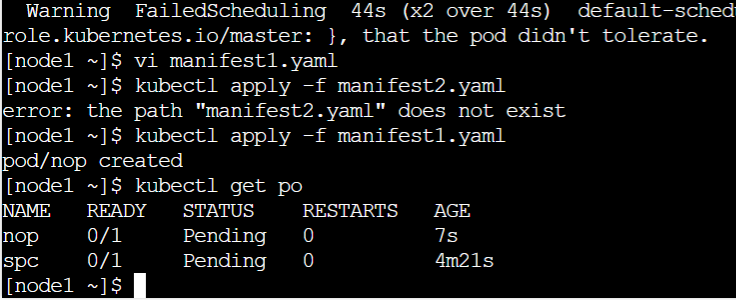 Warning  FailedScheduling  44s (x2 over 44s)  default-sched
role.kubernetes.io/master: }, that the pod didn't tolerate.
[node1 ~]$ vi manifest1.yaml
[node1 ~]$ kubectl apply -f manifest2.yaml
error: the path "manifest2.yaml" does not exist
[node1 ~]$ kubectl apply -f manifest1.yaml
pod/nop created
[node1 ~]$ kubectl get po
NAME   READY   STATUS    RESTARTS   AGE
nop    0/1     Pending   0          7s
spc    0/1     Pending   0          4m21s
[node1 ~]$